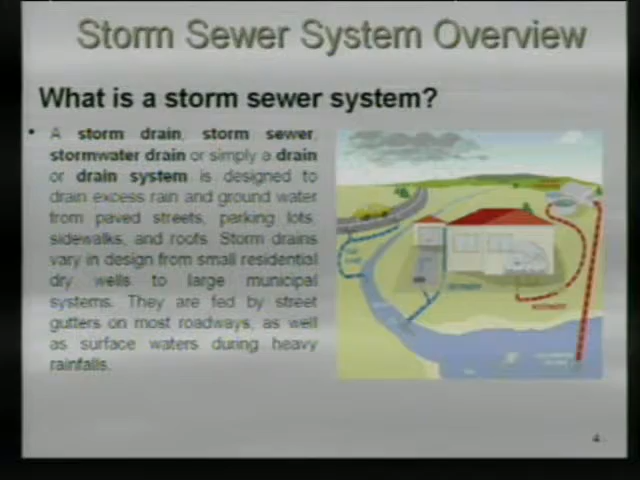 Storm Sewer System Overview
What is a storm sewer system?
• A storm drain, storm sewer,
stormwater drain or simply a drain
or drain system is designed to
drain excess rain and ground water
from paved streets, parking lots,
sidewalks, and roofs. Storm drains
vary in design from small residential
dry wells to large municipal
systems. They are fed by street
gutters on most roadways, as well
as surface waters during heavy
rainfalls.
4